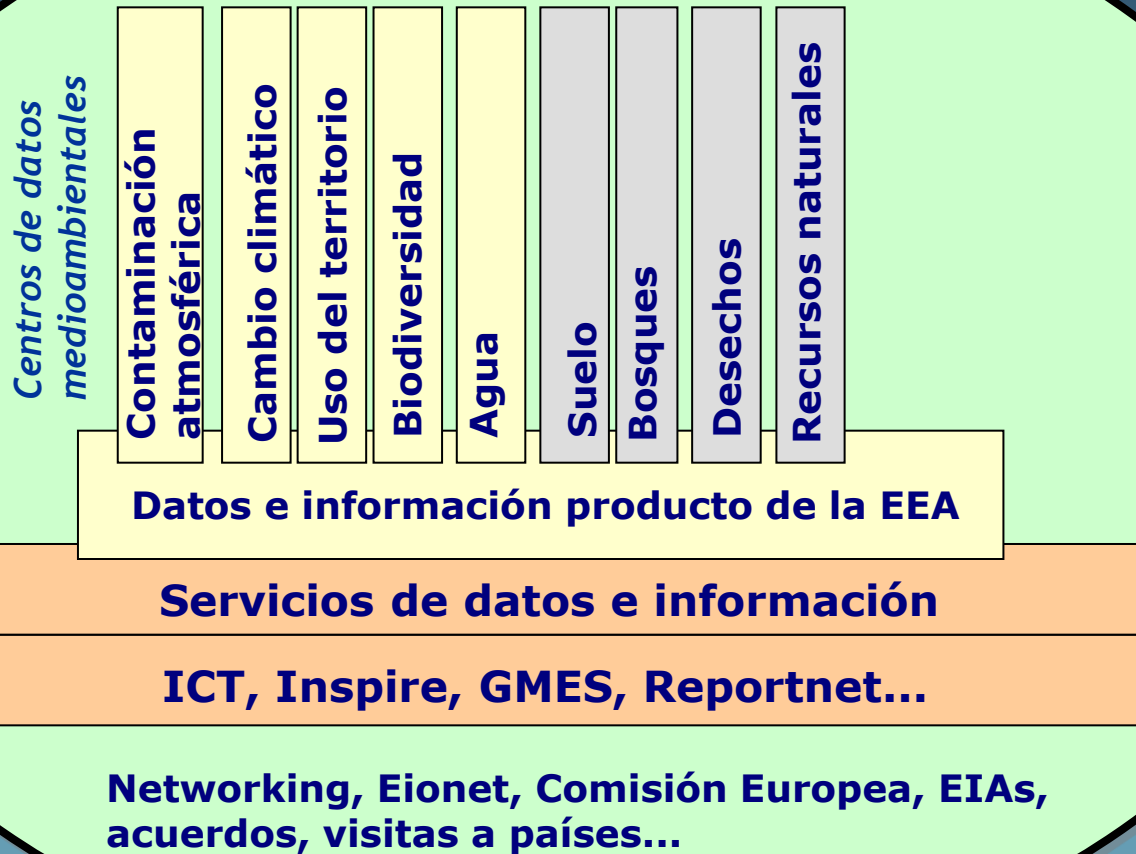 Centros de datos
medioambientales
Contaminación
atmosférica
Cambio climático
Uso del territorio
Biodiversidad
Agua
Suelo
Bosques
Desechos
Recursos naturales
Datos e información producto de la EEA
Servicios de datos e información
ICT, Inspire, GMES, Reportnet...
Networking, Eionet, Comisión Europea, EIAs,
acuerdos, visitas a países...